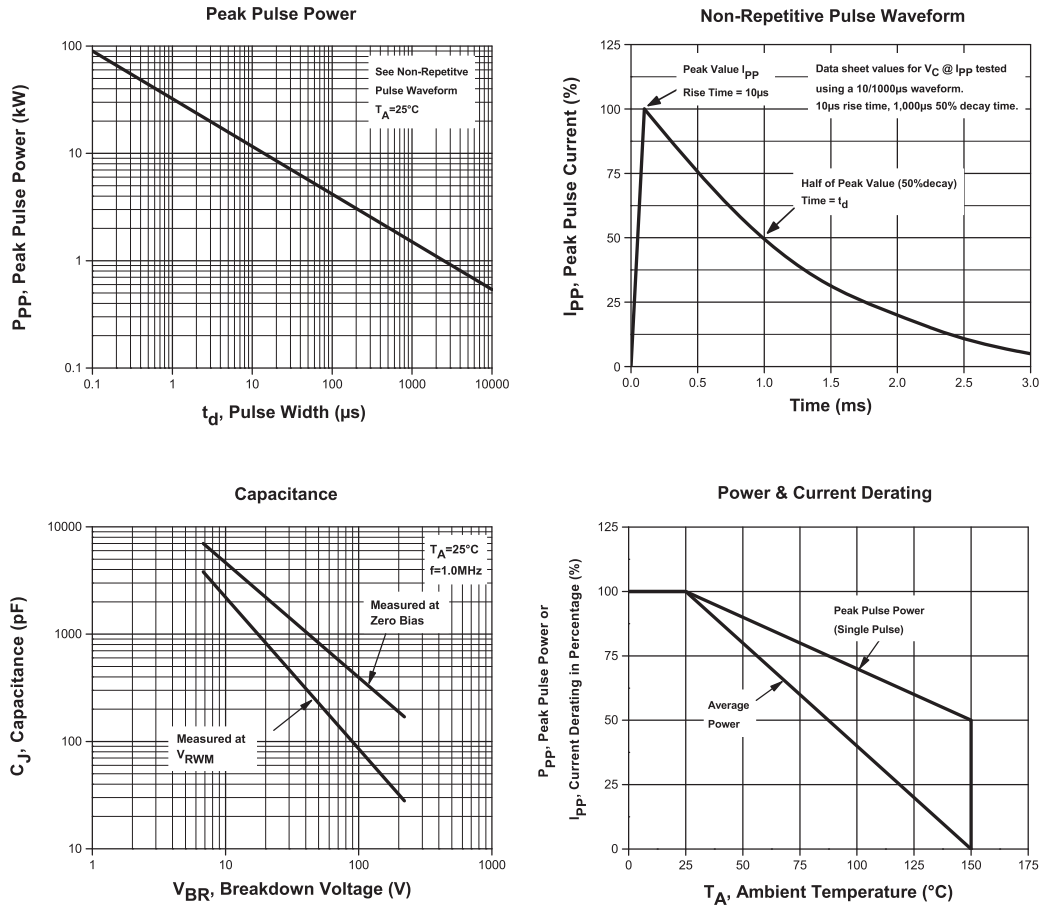 Peak Pulse Power
100
10
1
0.1
PPP, Peak Pulse Power (kW)
See Non-Repetitve
Pulse Waveform
TA=25°C
0.1 1 10 100 1000 10000
td, Pulse Width (µs)
Non-Repetitive Pulse Waveform
125
100
75
50
25
0
IPP, Peak Pulse Current (%)
Peak Value IPP
Rise Time = 10µs
Data sheet values for VC @ IPP tested
using a 10/1000µs waveform.
10µs rise time, 1,000µs 50% decay time.
Half of Peak Value (50%decay)
Time = td
0.0 0.5 1.0 1.5 2.0 2.5 3.0
Time (ms)
Capacitance
10000
1000
100
10
CJ, Capacitance (pF)
TA=25°C
f=1.0MHz
Measured at
Zero Bias
Measured at
VRWM
1 10 100 1000
VBR, Breakdown Voltage (V)
Power & Current Derating
125
100
75
50
25
0
PPP, Peak Pulse Power or
IPP, Current Derating in Percentage (%)
Peak Pulse Power
(Single Pulse)
Average
Power
0 25 50 75 100 125 150 175
TA, Ambient Temperature (°C)